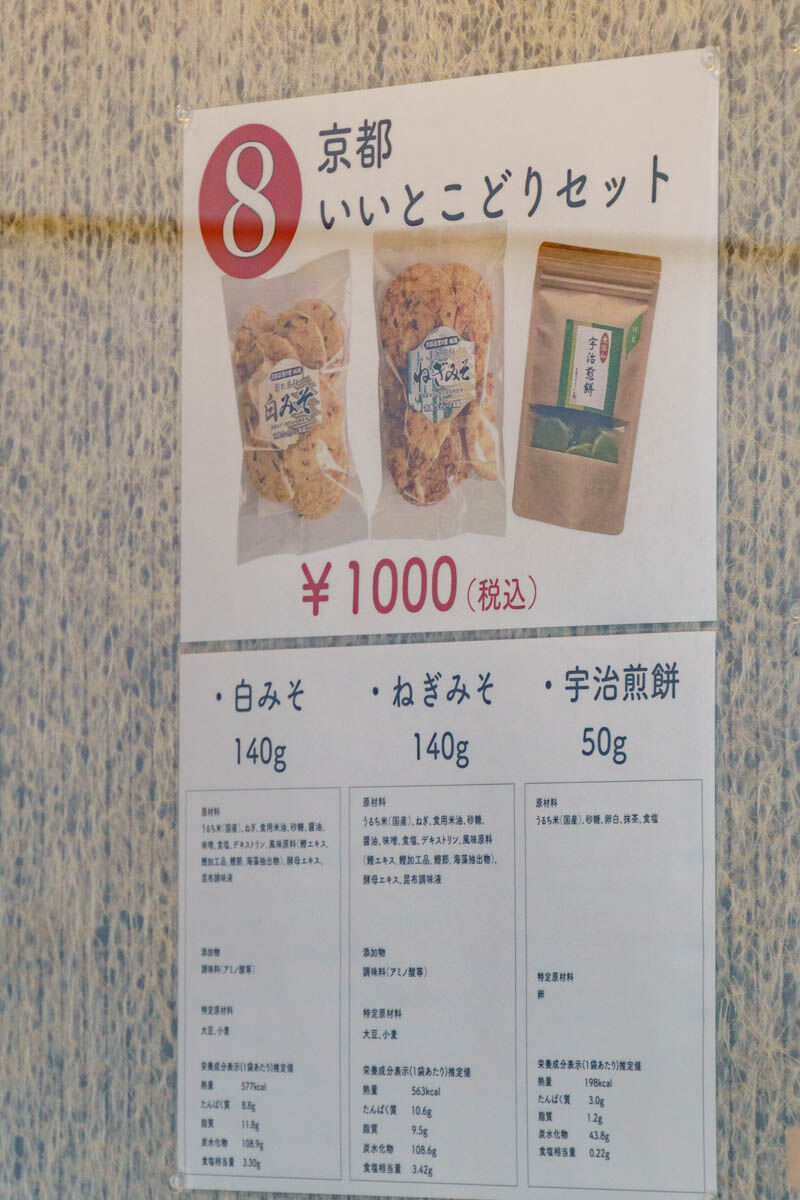 8
京都
いいとこどりセット
白みそ
ねぎみそ
宇治煎餅
¥1000(税込)
・白みそ
140g
原材料
うるち米(国産)、ねぎ、食用米油、砂糖、醤油、
味噌、食塩、デキストリン、風味原料(鰹エキス、
鰹加工品、鰹節、海藻抽出物)、酵母エキス、
昆布調味液
添加物
調味料(アミノ酸等)
特定原材料
大豆、小麦
栄養成分表示(1袋あたり)推定値
熱量 577kcal
たんぱく質 8.8g
脂質 11.8g
炭水化物 108.9g
食塩相当量 3.30g
・ねぎみそ
140g
原材料
うるち米(国産)、ねぎ、食用米油、砂糖、
醤油、味噌、食塩、デキストリン、風味原料
(鰹エキス、鰹加工品、鰹節、海藻抽出物)、
酵母エキス、昆布調味液
添加物
調味料(アミノ酸等)
特定原材料
大豆、小麦
栄養成分表示(1袋あたり)推定値
熱量 563kcal
たんぱく質 10.6g
脂質 9.5g
炭水化物 108.6g
食塩相当量 3.42g
・宇治煎餅
50g
原材料
うるち米(国産)、砂糖、卵白、抹茶、食塩
特定原材料
卵
栄養成分表示(1袋あたり)推定値
熱量 198kcal
たんぱく質 3.0g
脂質 1.2g
炭水化物 43.8g
食塩相当量 0.22g